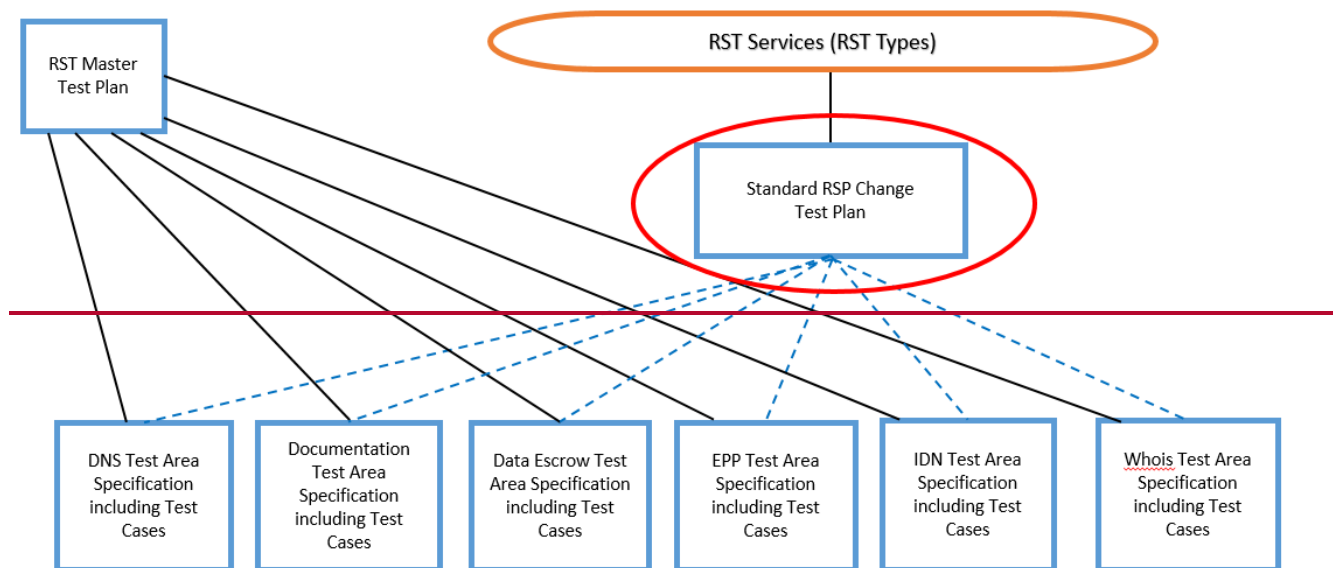 RST Services (RST Types)
RST Master
Test Plan
Standard RSP Change
Test Plan
DNS Test Area
Specification
including Test
Cases
Documentation
Test Area
Specification
including Test
Cases
Data Escrow Test
Area Specification
including Test
Cases
EPP Test Area
Specification
including Test
Cases
IDN Test Area
Specification
including Test
Cases
Whois Test Area
Specification
including Test
Cases